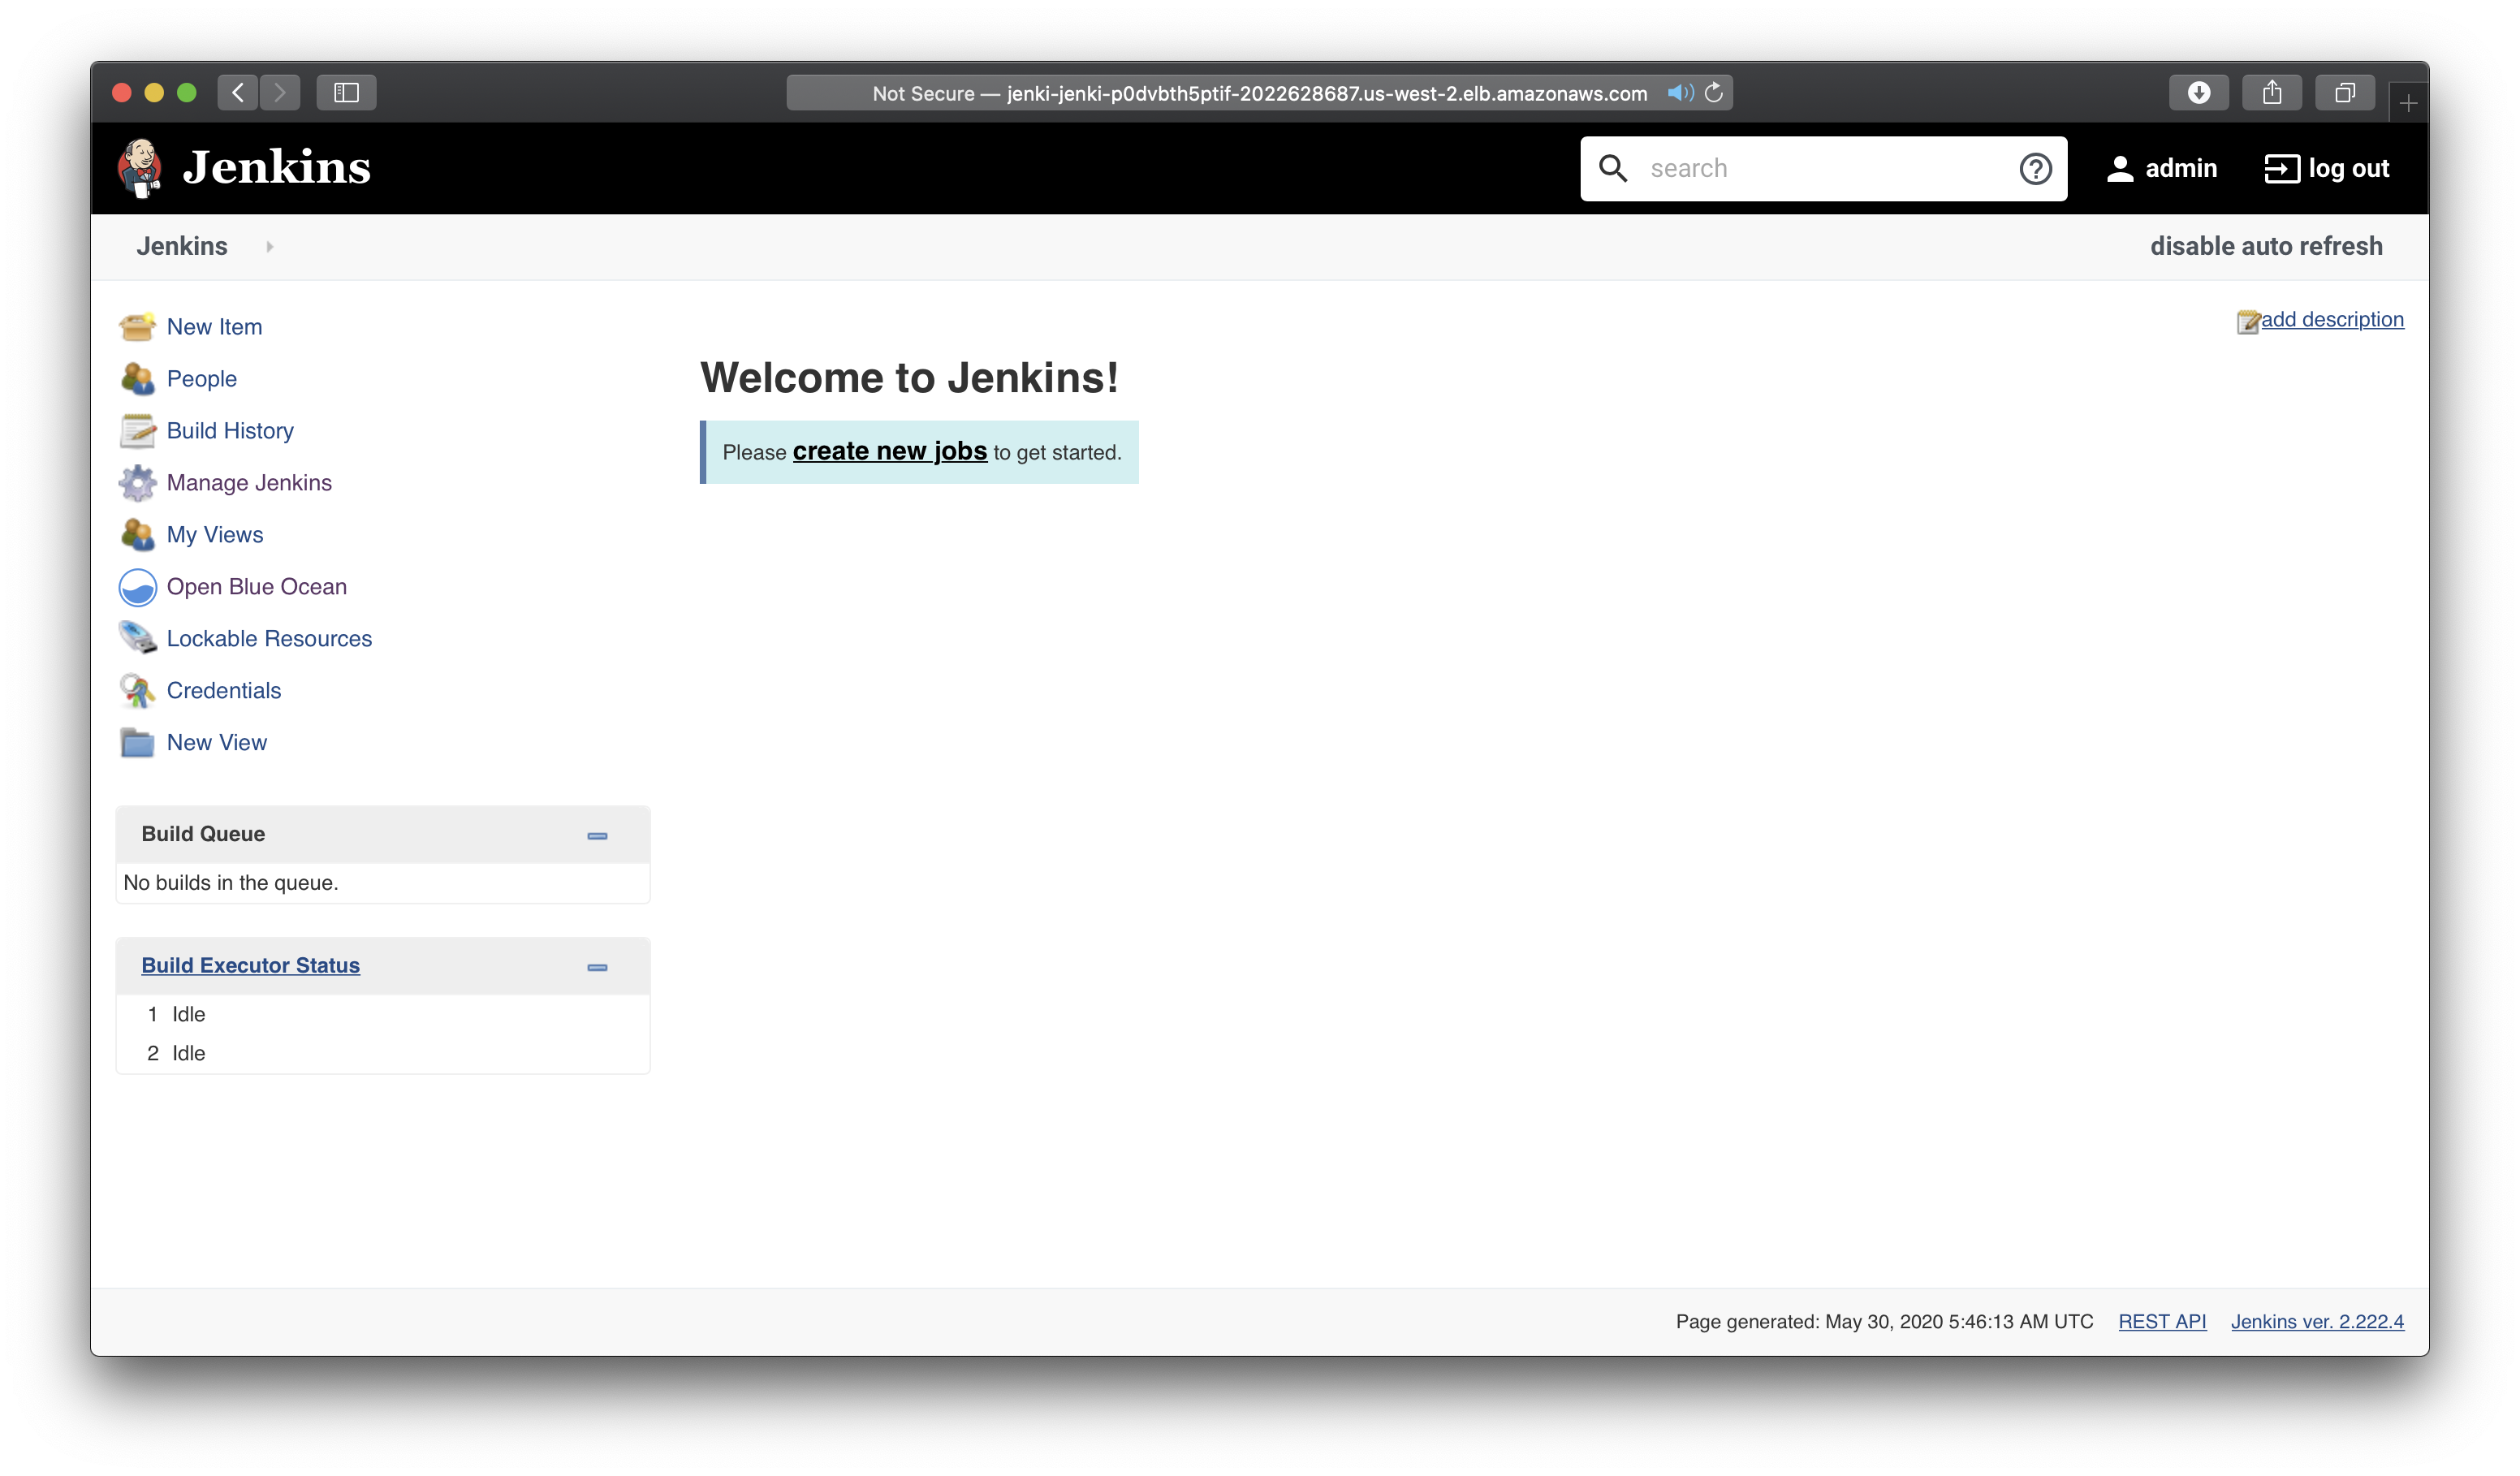 Not Secure — jenki-jenki-p0dvbth5ptif-2022628687.us-west-2.elb.amazonaws.com
Jenkins
search
admin
log out
Jenkins
disable auto refresh
New Item
People
Build History
Manage Jenkins
My Views
Open Blue Ocean
Lockable Resources
Credentials
New View
add description
Welcome to Jenkins!
Please create new jobs to get started.
Build Queue
No builds in the queue.
Build Executor Status
1 Idle
2 Idle
Page generated: May 30, 2020 5:46:13 AM UTC REST API Jenkins ver. 2.222.4